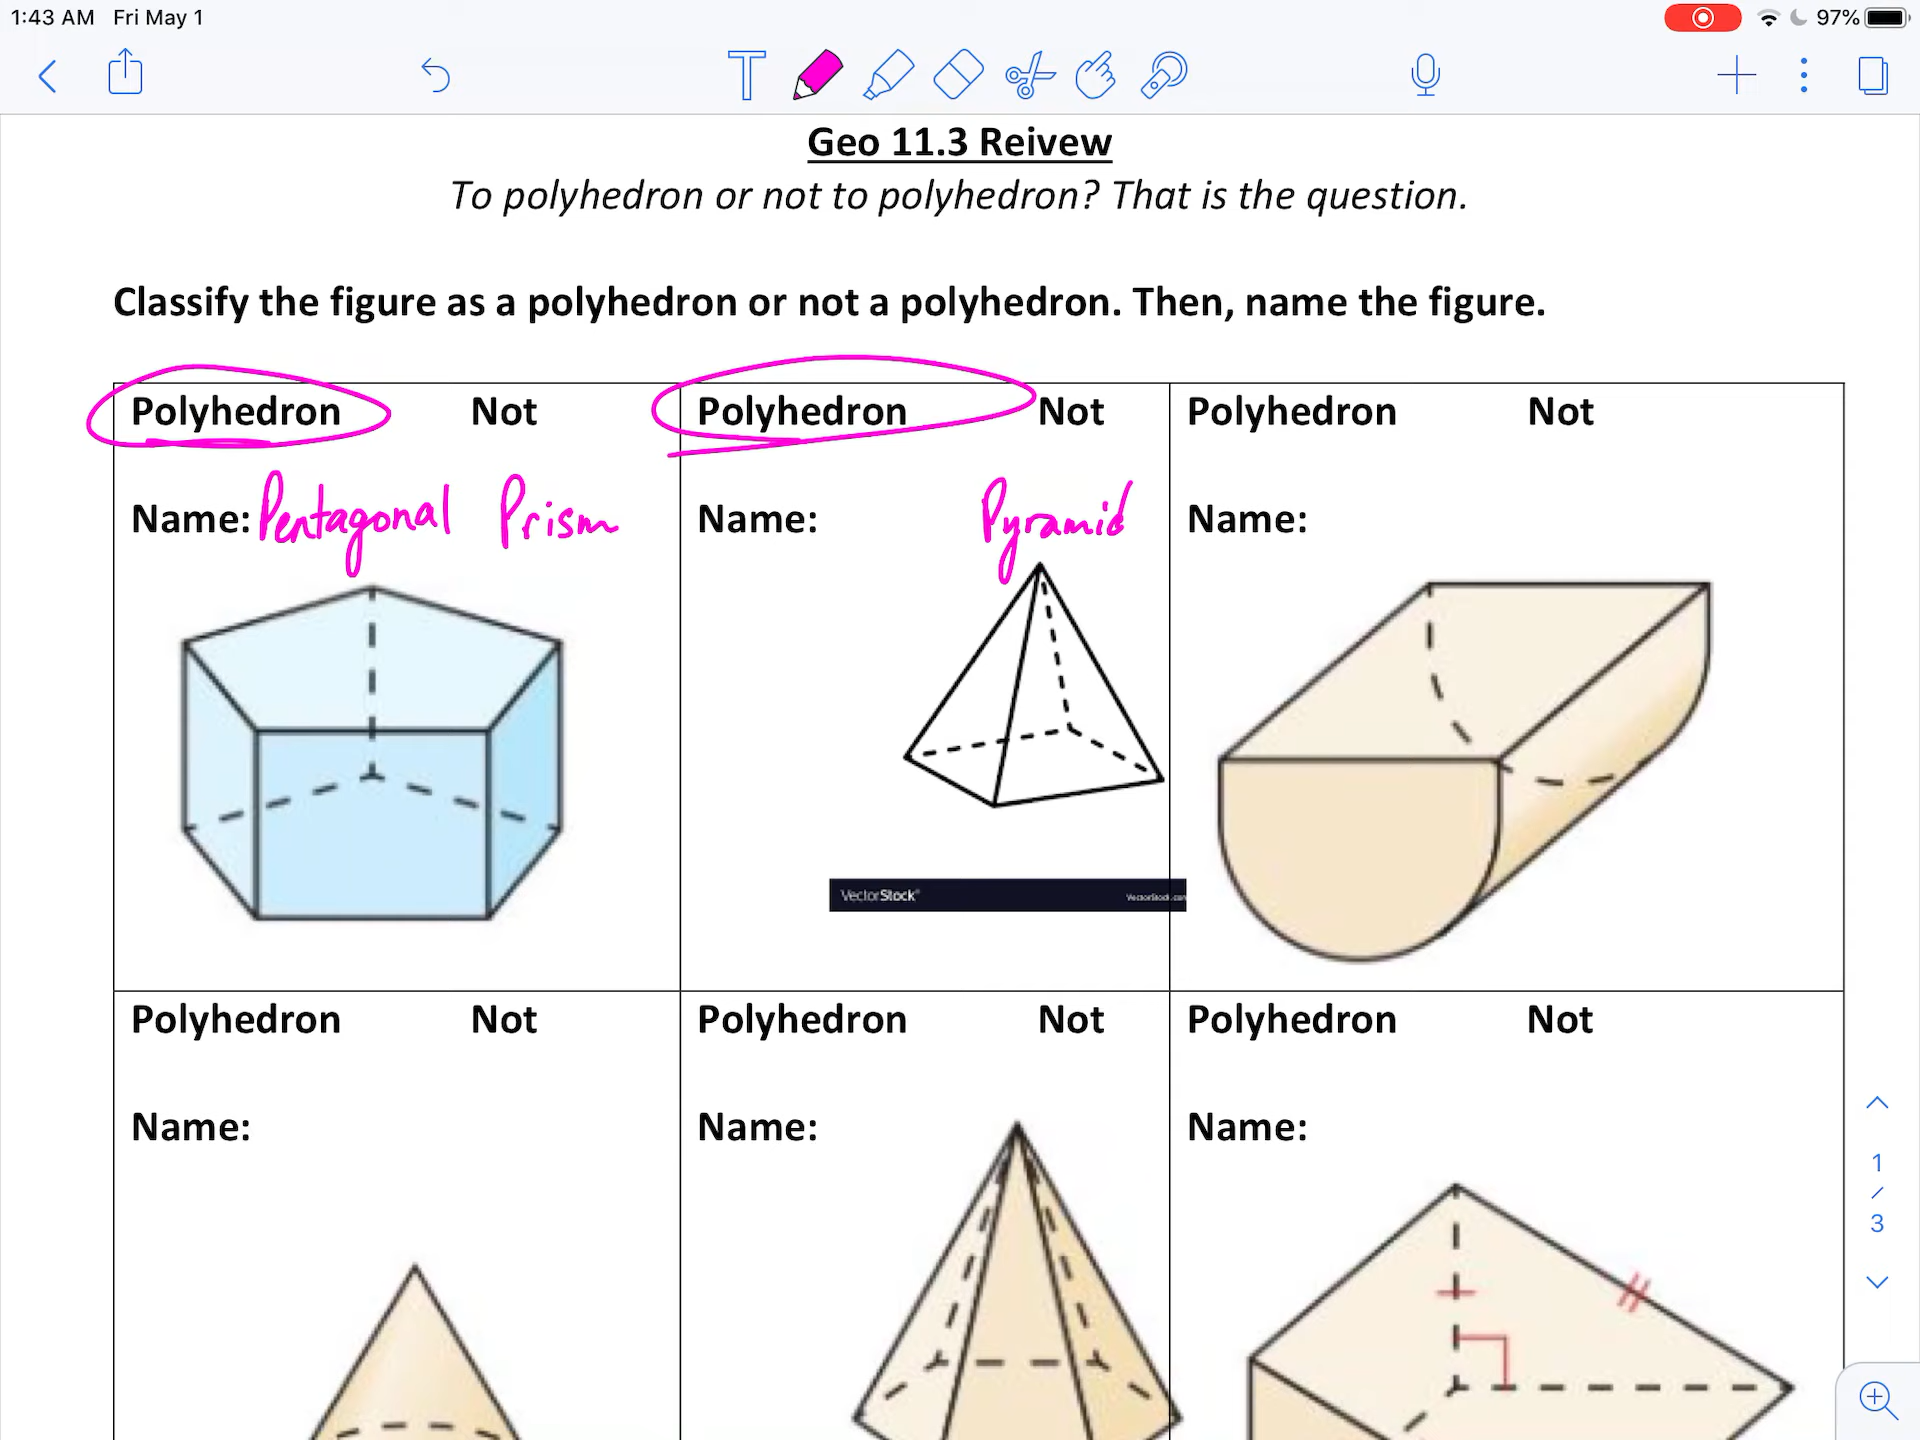 1:43 AM Fri May 1 97%
T
Geo 11.3 Reivew
To polyhedron or not to polyhedron? That is the question.
Classify the figure as a polyhedron or not a polyhedron. Then, name the figure.
Polyhedron Not
Name: Pentagonal Prism
Polyhedron Not
Name: Pyramid
VectorStock® VectorStock.com
Polyhedron Not
Name:
Polyhedron Not
Name:
Polyhedron Not
Name:
Polyhedron Not
Name:
1
/
3